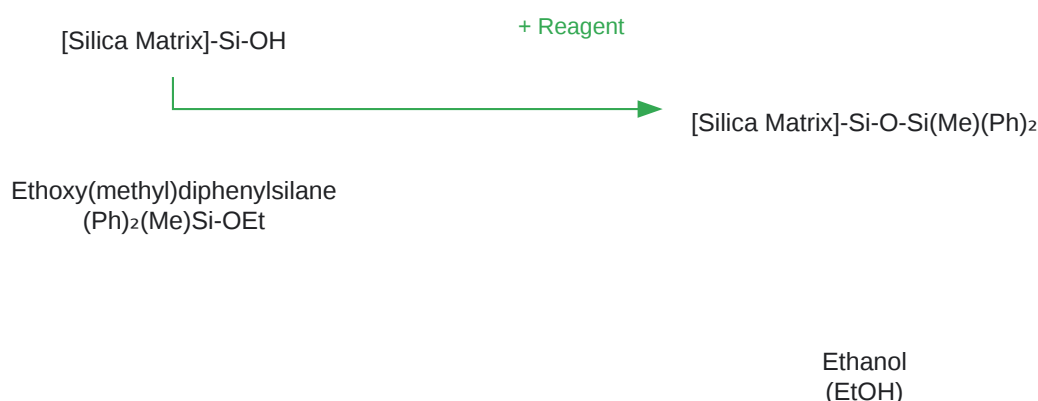 [Silica Matrix]-Si-OH
+ Reagent
[Silica Matrix]-Si-O-Si(Me)(Ph)₂
Ethoxy(methyl)diphenylsilane
(Ph)₂(Me)Si-OEt
Ethanol
(EtOH)